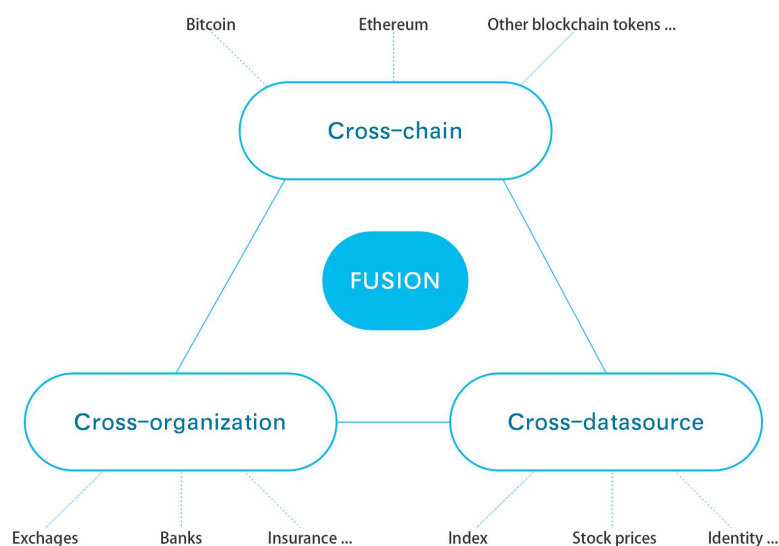 Bitcoin
Ethereum
Other blockchain tokens ...
Cross-chain
FUSION
Cross-organization
Cross-datasource
Exchages
Banks
Insurance ...
Index
Stock prices
Identity ...